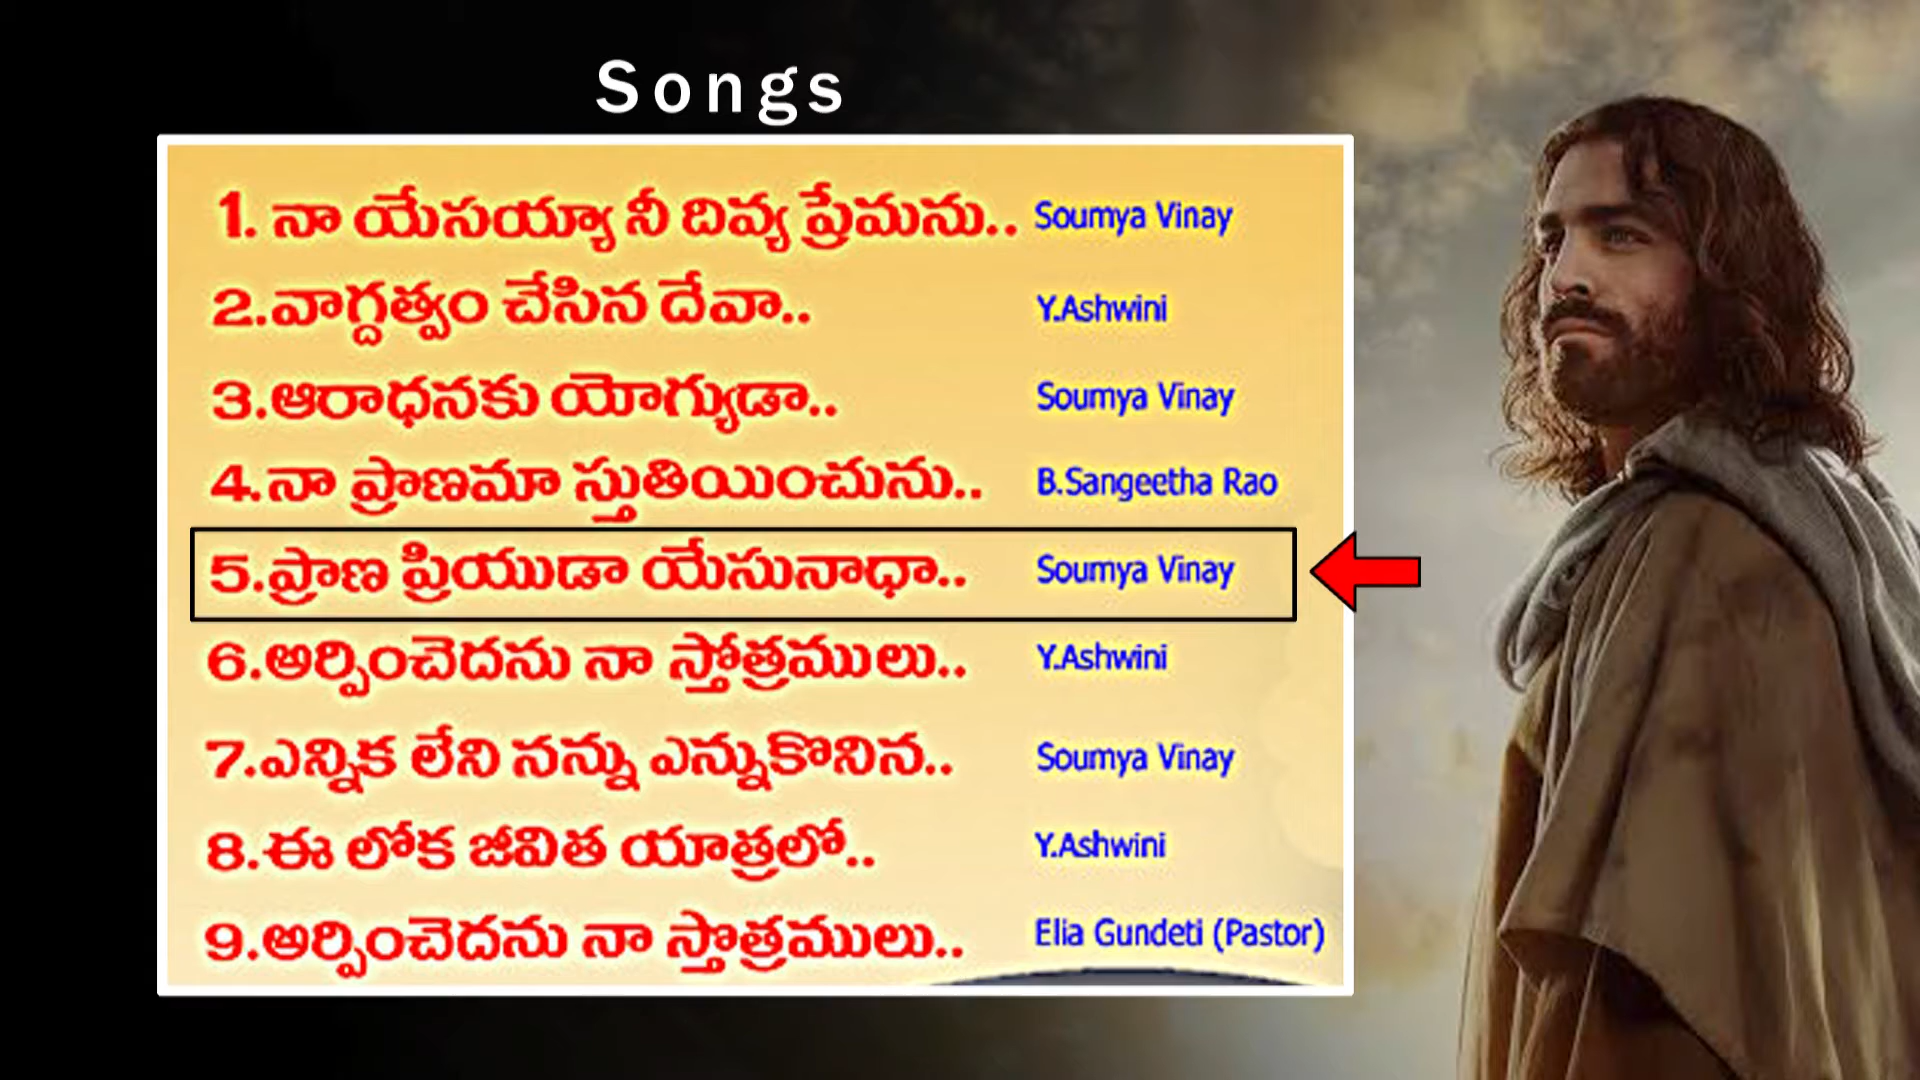 Songs
1. నా యేసయ్యా నీ దివ్య ప్రేమను.. Soumya Vinay
2.వాగ్దత్వం చేసిన దేవా.. Y.Ashwini
3.ఆరాధనకు యోగ్యుడా.. Soumya Vinay
4.నా ప్రాణమా స్తుతియించును.. B.Sangeetha Rao
5.ప్రాణ ప్రియుడా యేసునాధా.. Soumya Vinay
6.అర్పించెదను నా స్తోత్రములు.. Y.Ashwini
7.ఎన్నిక లేని నన్ను ఎన్నుకొనిన.. Soumya Vinay
8.ఈ లోక జీవిత యాత్రలో.. Y.Ashwini
9.అర్పించెదను నా స్తొత్రములు.. Elia Gundeti (Pastor)